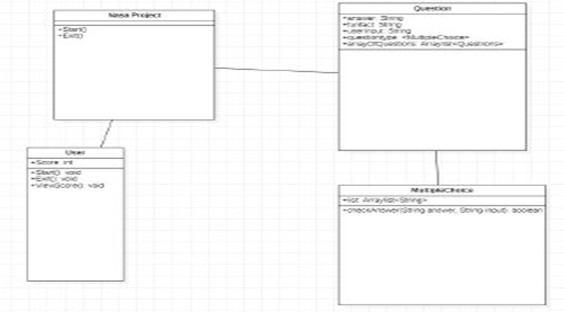 Nasa Project
+Start()
+Exit()
Question
+answer: String
+funfact: String
+userinput: String
+questiontype: <MultipleChoice>
+arrayOfQuestions: Arraylist<Questions>
User
+Score: int
+Start(): void
+Exit(): void
+ViewScore(): void
MultipleChoice
+list: Arraylist<String>
+checkAnswer(String answer, String input): boolean